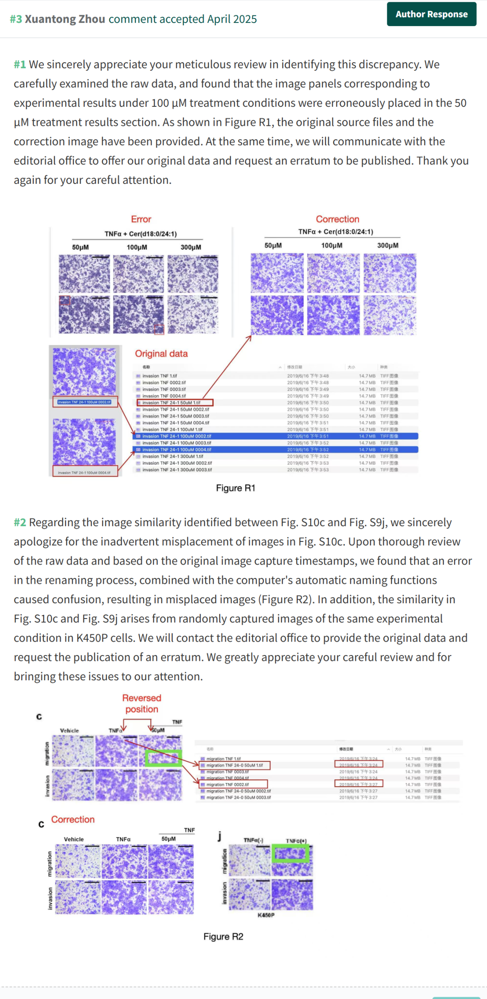 #3 Xuantong Zhou comment accepted April 2025
Author Response
#1 We sincerely appreciate your meticulous review in identifying this discrepancy. We
carefully examined the raw data, and found that the image panels corresponding to
experimental results under 100 µM treatment conditions were erroneously placed in the 50
µM treatment results section. As shown in Figure R1, the original source files and the
correction image have been provided. At the same time, we will communicate with the
editorial office to offer our original data and request an erratum to be published. Thank you
again for your careful attention.
Error
TNFα + Cer(d18:0/24:1)
50µM 100µM 300µM
Correction
TNFα + Cer(d18:0/24:1)
50µM 100µM 300µM
Original data
invasion TNF 24-1 100uM 0002.tif
invasion TNF 24-1 100uM 0004.tif
名称 修改日期 大小 种类
invasion TNF 1.tif 2019/6/16 下午3:48 14.7 MB TIFF图像
invasion TNF 0002.tif 2019/6/16 下午3:48 14.7 MB TIFF图像
invasion TNF 0003.tif 2019/6/16 下午3:49 14.7 MB TIFF图像
invasion TNF 0004.tif 2019/6/16 下午3:49 14.7 MB TIFF图像
invasion TNF 24-1 50uM 1.tif 2019/6/16 下午3:50 14.7 MB TIFF图像
invasion TNF 24-1 50uM 0002.tif 2019/6/16 下午3:50 14.7 MB TIFF图像
invasion TNF 24-1 50uM 0003.tif 2019/6/16 下午3:50 14.7 MB TIFF图像
invasion TNF 24-1 50uM 0004.tif 2019/6/16 下午3:51 14.7 MB TIFF图像
invasion TNF 24-1 100uM 1.tif 2019/6/16 下午3:51 14.7 MB TIFF图像
invasion TNF 24-1 100uM 0002.tif 2019/6/16 下午3:51 14.7 MB TIFF图像
invasion TNF 24-1 100uM 0003.tif 2019/6/16 下午3:52 14.7 MB TIFF图像
invasion TNF 24-1 100uM 0004.tif 2019/6/16 下午3:52 14.7 MB TIFF图像
invasion TNF 24-1 300uM 1.tif 2019/6/16 下午3:52 14.7 MB TIFF图像
invasion TNF 24-1 300uM 0002.tif 2019/6/16 下午3:53 14.7 MB TIFF图像
invasion TNF 24-1 300uM 0003.tif 2019/6/16 下午3:53 14.7 MB TIFF图像
Figure R1
#2 Regarding the image similarity identified between Fig. S10c and Fig. S9j, we sincerely
apologize for the inadvertent misplacement of images in Fig. S10c. Upon thorough review
of the raw data and based on the original image capture timestamps, we found that an error
in the renaming process, combined with the computer's automatic naming functions
caused confusion, resulting in misplaced images (Figure R2). In addition, the similarity in
Fig. S10c and Fig. S9j arises from randomly captured images of the same experimental
condition in K450P cells. We will contact the editorial office to provide the original data and
request the publication of an erratum. We greatly appreciate your careful review and for
bringing these issues to our attention.
Reversed
position
c
TNF
Vehicle TNFα 50µM
migration
invasion
名称 修改日期 大小 种类
migration TNF 1.tif 2019/6/16 下午3:24 14.7 MB TIFF图像
migration TNF 24-0 50uM 1.tif 2019/6/16 下午3:24 14.7 MB TIFF图像
migration TNF 0003.tif 2019/6/16 下午3:24 14.7 MB TIFF图像
migration TNF 0004.tif 2019/6/16 下午3:24 14.7 MB TIFF图像
migration TNF 0002.tif 2019/6/16 下午3:27 14.7 MB TIFF图像
migration TNF 24-0 50uM 0002.tif 2019/6/16 下午3:27 14.7 MB TIFF图像
migration TNF 24-0 50uM 0003.tif 2019/6/16 下午3:27 14.7 MB TIFF图像
c Correction
TNF
Vehicle TNFα 50µM
migration
invasion
j
TNFα(-) TNFα(+)
migration
invasion
K450P
Figure R2